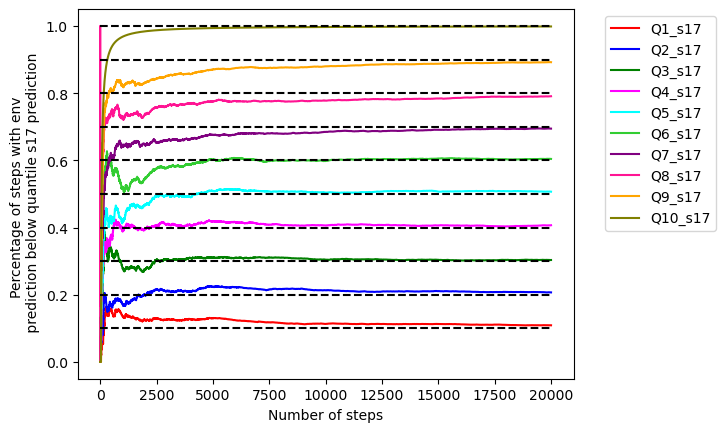 1.0
0.8
0.6
0.4
0.2
0.0
Percentage of steps with env
prediction below quantile s17 prediction
0
2500
5000
7500
10000
12500
15000
17500
20000
Number of steps
Q1_s17
Q2_s17
Q3_s17
Q4_s17
Q5_s17
Q6_s17
Q7_s17
Q8_s17
Q9_s17
Q10_s17